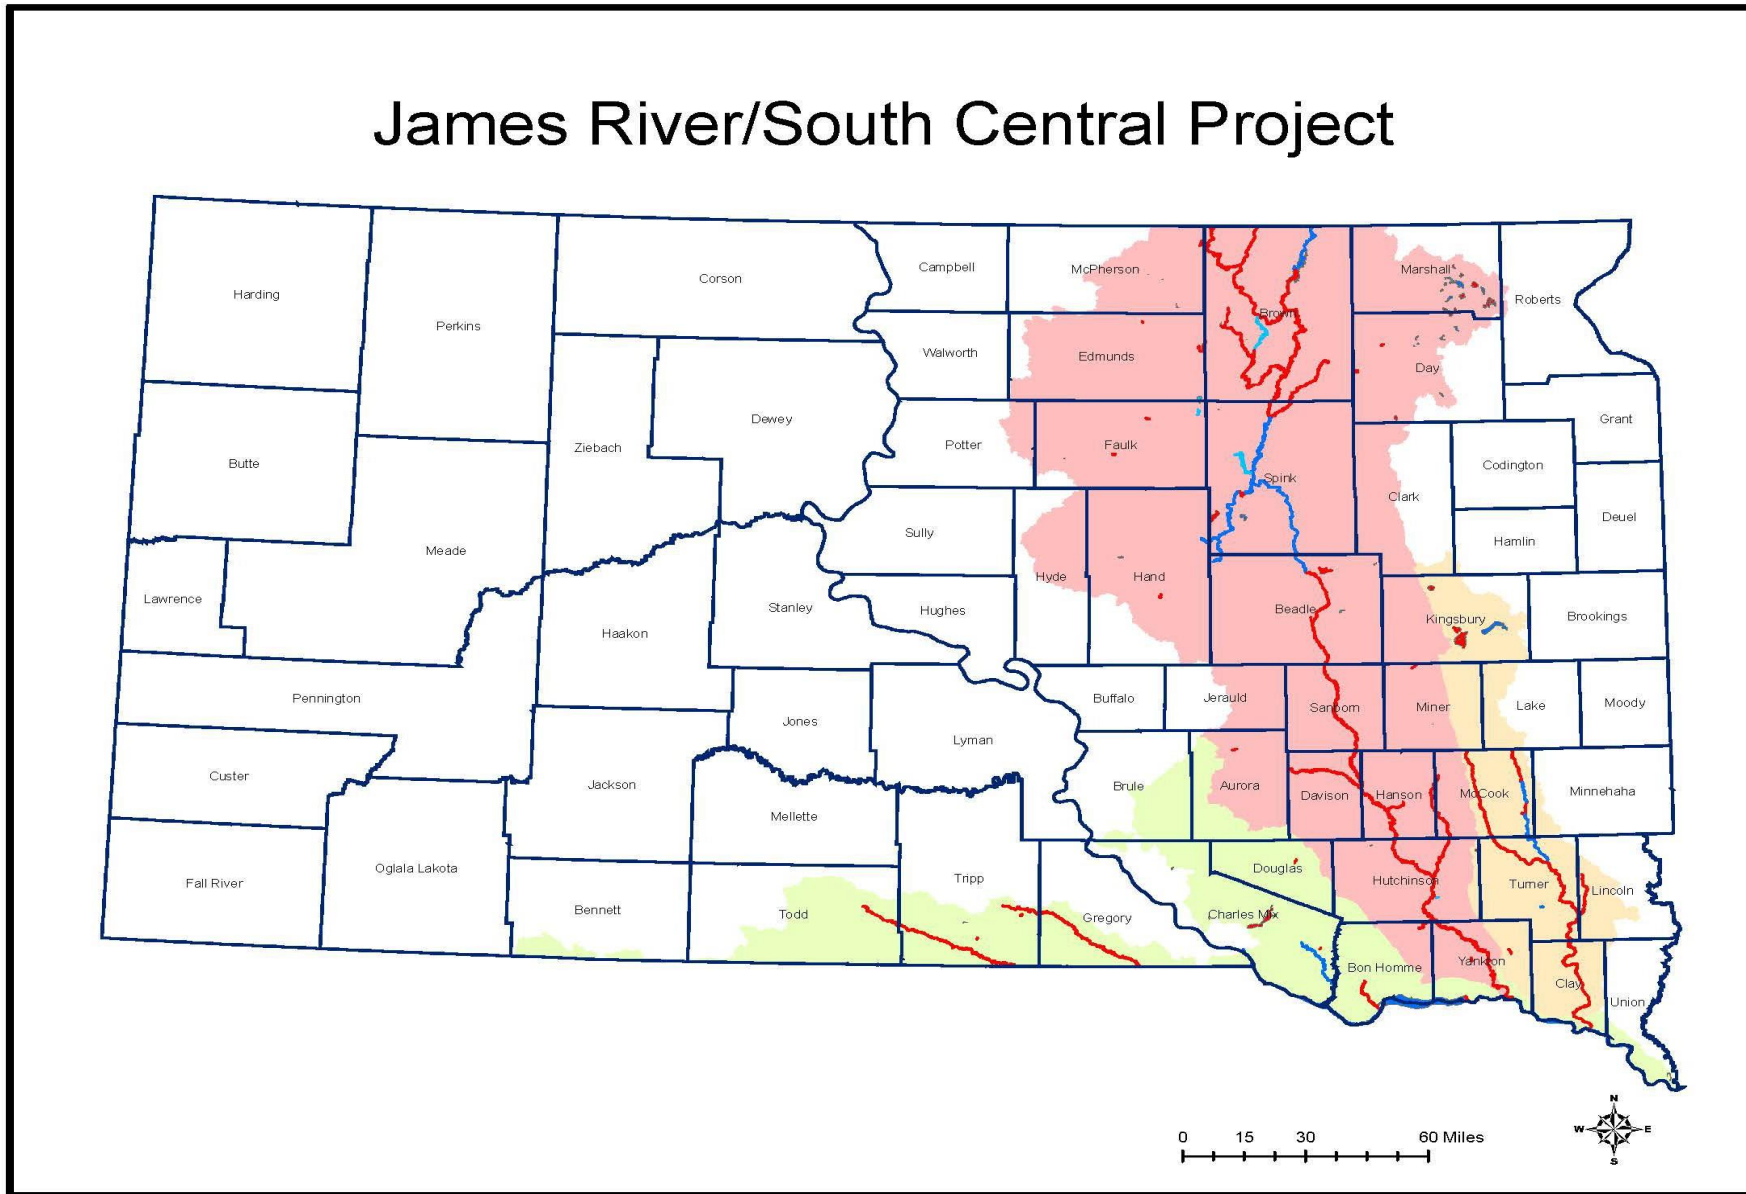 James River/South Central Project
Harding
Perkins
Corson
Campbell
McPherson
Brown
Marshall
Roberts
Walworth
Edmunds
Day
Butte
Ziebach
Dewey
Potter
Faulk
Spink
Clark
Codington
Grant
Meade
Sully
Hyde
Hand
Hamlin
Deuel
Lawrence
Haakon
Stanley
Hughes
Beadle
Kingsbury
Brookings
Pennington
Jones
Lyman
Buffalo
Jerauld
Sanborn
Miner
Lake
Moody
Custer
Jackson
Mellette
Brule
Aurora
Davison
Hanson
McCook
Minnehaha
Fall River
Oglala Lakota
Bennett
Todd
Tripp
Gregory
Douglas
Charles Mix
Hutchinson
Turner
Lincoln
Bon Homme
Yankton
Clay
Union
N
W
E
S
0 15 30 60 Miles